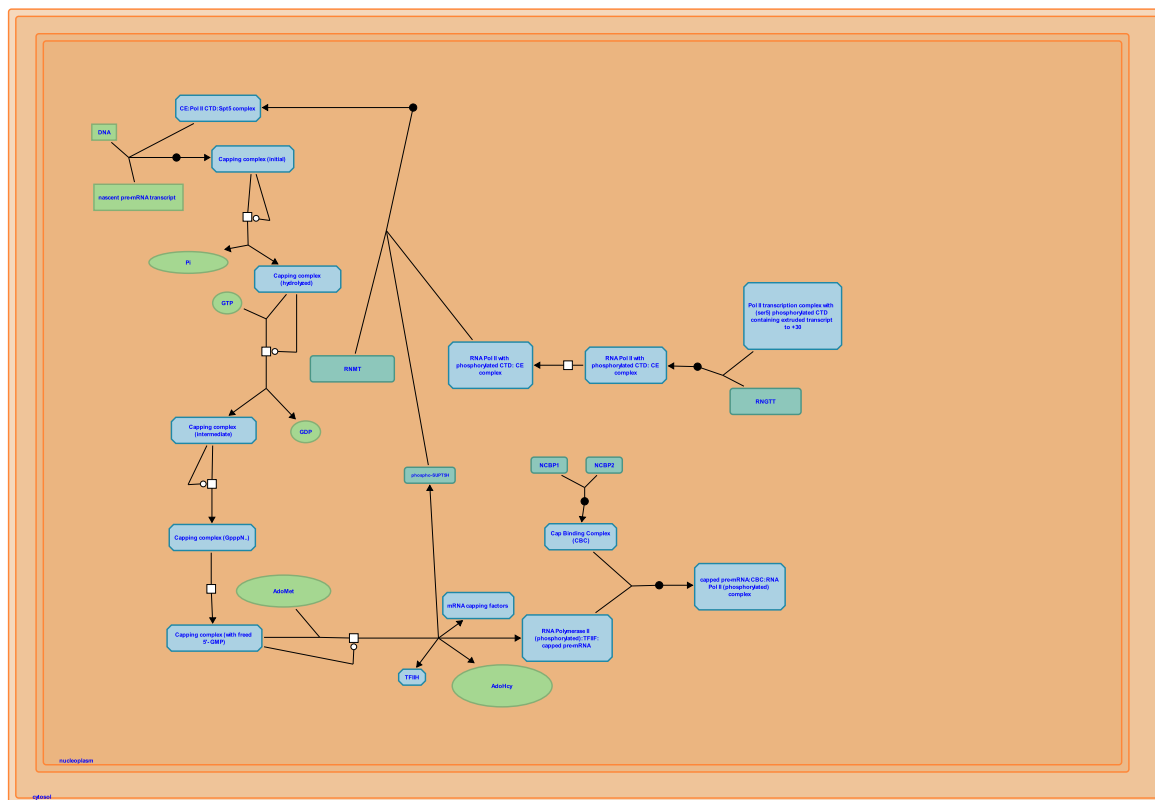 CE:Pol II CTD:Spt5 complex
DNA
Capping complex (initial)
nascent pre-mRNA transcript
Pi
Capping complex
(hydrolyzed)
GTP
Pol II transcription complex with
(ser5) phosphorylated CTD
containing extruded transcript
to +30
RNMT
RNA Pol II with
phosphorylated CTD: CE
complex
RNA Pol II with
phosphorylated CTD: CE
complex
RNGTT
Capping complex
(intermediate)
GDP
phospho-SUPT5H
NCBP1
NCBP2
Capping complex (GpppN..)
Cap Binding Complex
(CBC)
capped pre-mRNA:CBC:RNA
Pol II (phosphorylated)
complex
AdoMet
mRNA capping factors
Capping complex (with freed
5'- GMP)
RNA Polymerase II
(phosphorylated):TFIIF:
capped pre-mRNA
TFIIH
AdoHcy
nucleoplasm
cytosol